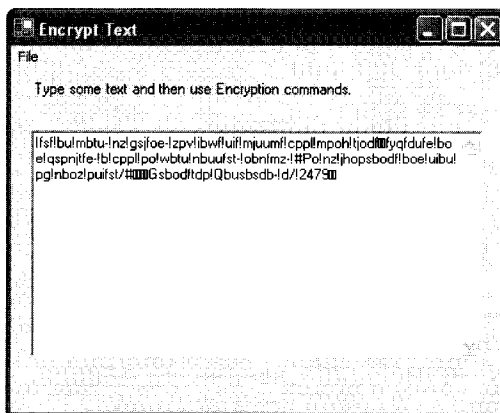 Encrypt Text
File
Type some text and then use Encryption commands.
Ifsf!bu!mbtu-!nz!gsjfoe-!zpv!ibwf!uif!mjuumf!cppl!mpoh!tjodf▯▯fyqfdufe!bo
e!qspnjtfe-!b!cppl!po!wbtu!nbuufst-!obnfmz-!#Po!nz!jhopsbodf!boe!uibu!
pg!nboz!puifst/#▯▯▯▯Gsbodftdp!Qbusbsdb-!d/!2479▯▯